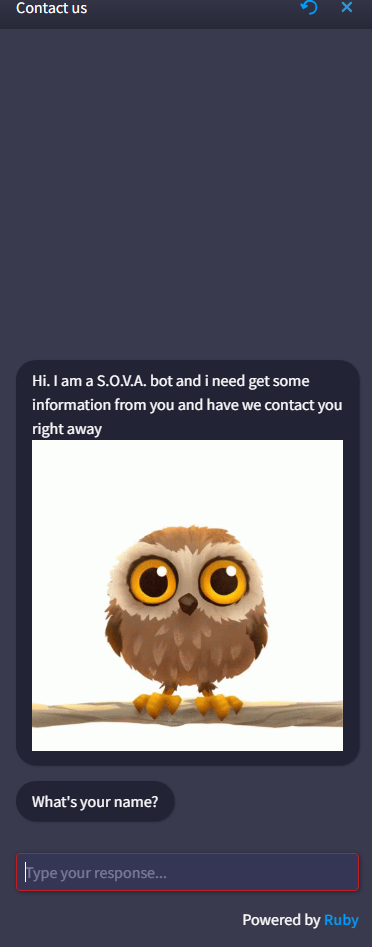 Contact us
Hi. I am a S.O.V.A. bot and i need get some
information from you and have we contact you
right away
What's your name?
Type your response...
Powered by Ruby